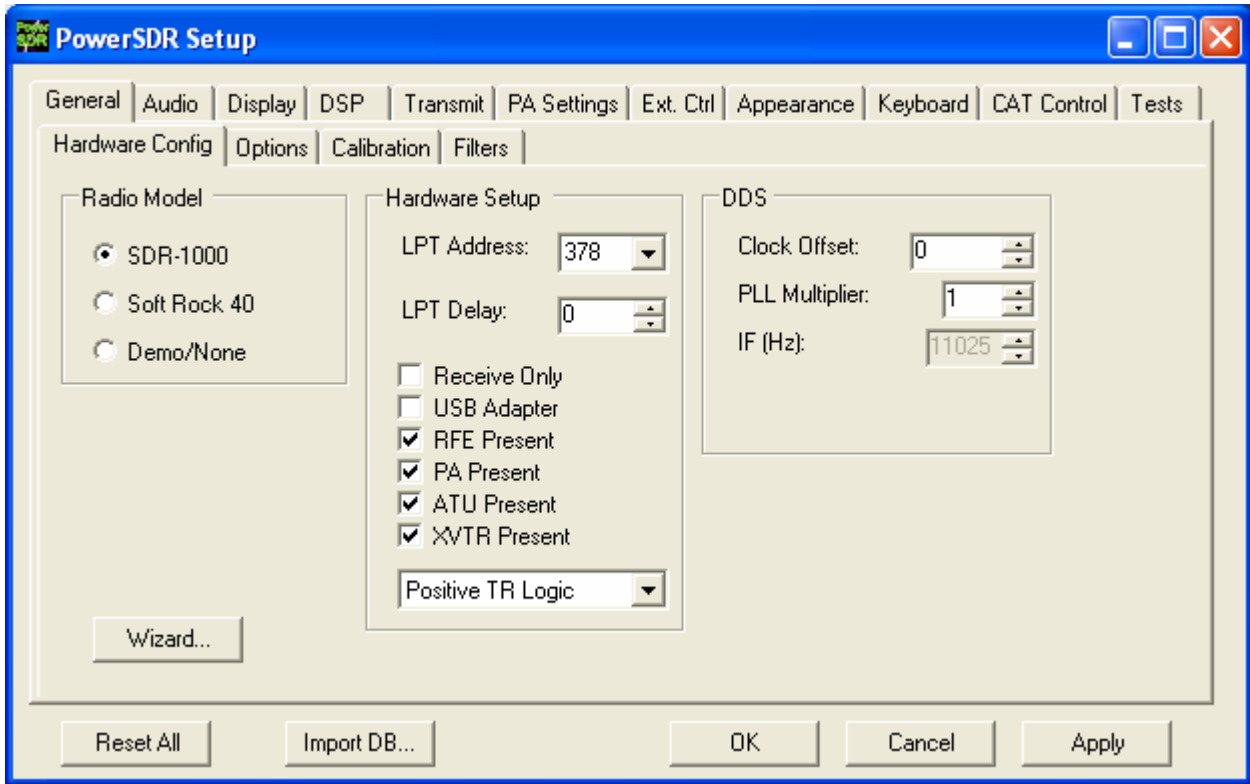 Power SDR PowerSDR Setup
General Audio Display DSP Transmit PA Settings Ext. Ctrl Appearance Keyboard CAT Control Tests
Hardware Config Options Calibration Filters
Radio Model
SDR-1000
Soft Rock 40
Demo/None
Hardware Setup
LPT Address: 378
LPT Delay: 0
Receive Only
USB Adapter
RFE Present
PA Present
ATU Present
XVTR Present
Positive TR Logic
DDS
Clock Offset: 0
PLL Multiplier: 1
IF (Hz): 11025
Wizard...
Reset All Import DB... OK Cancel Apply